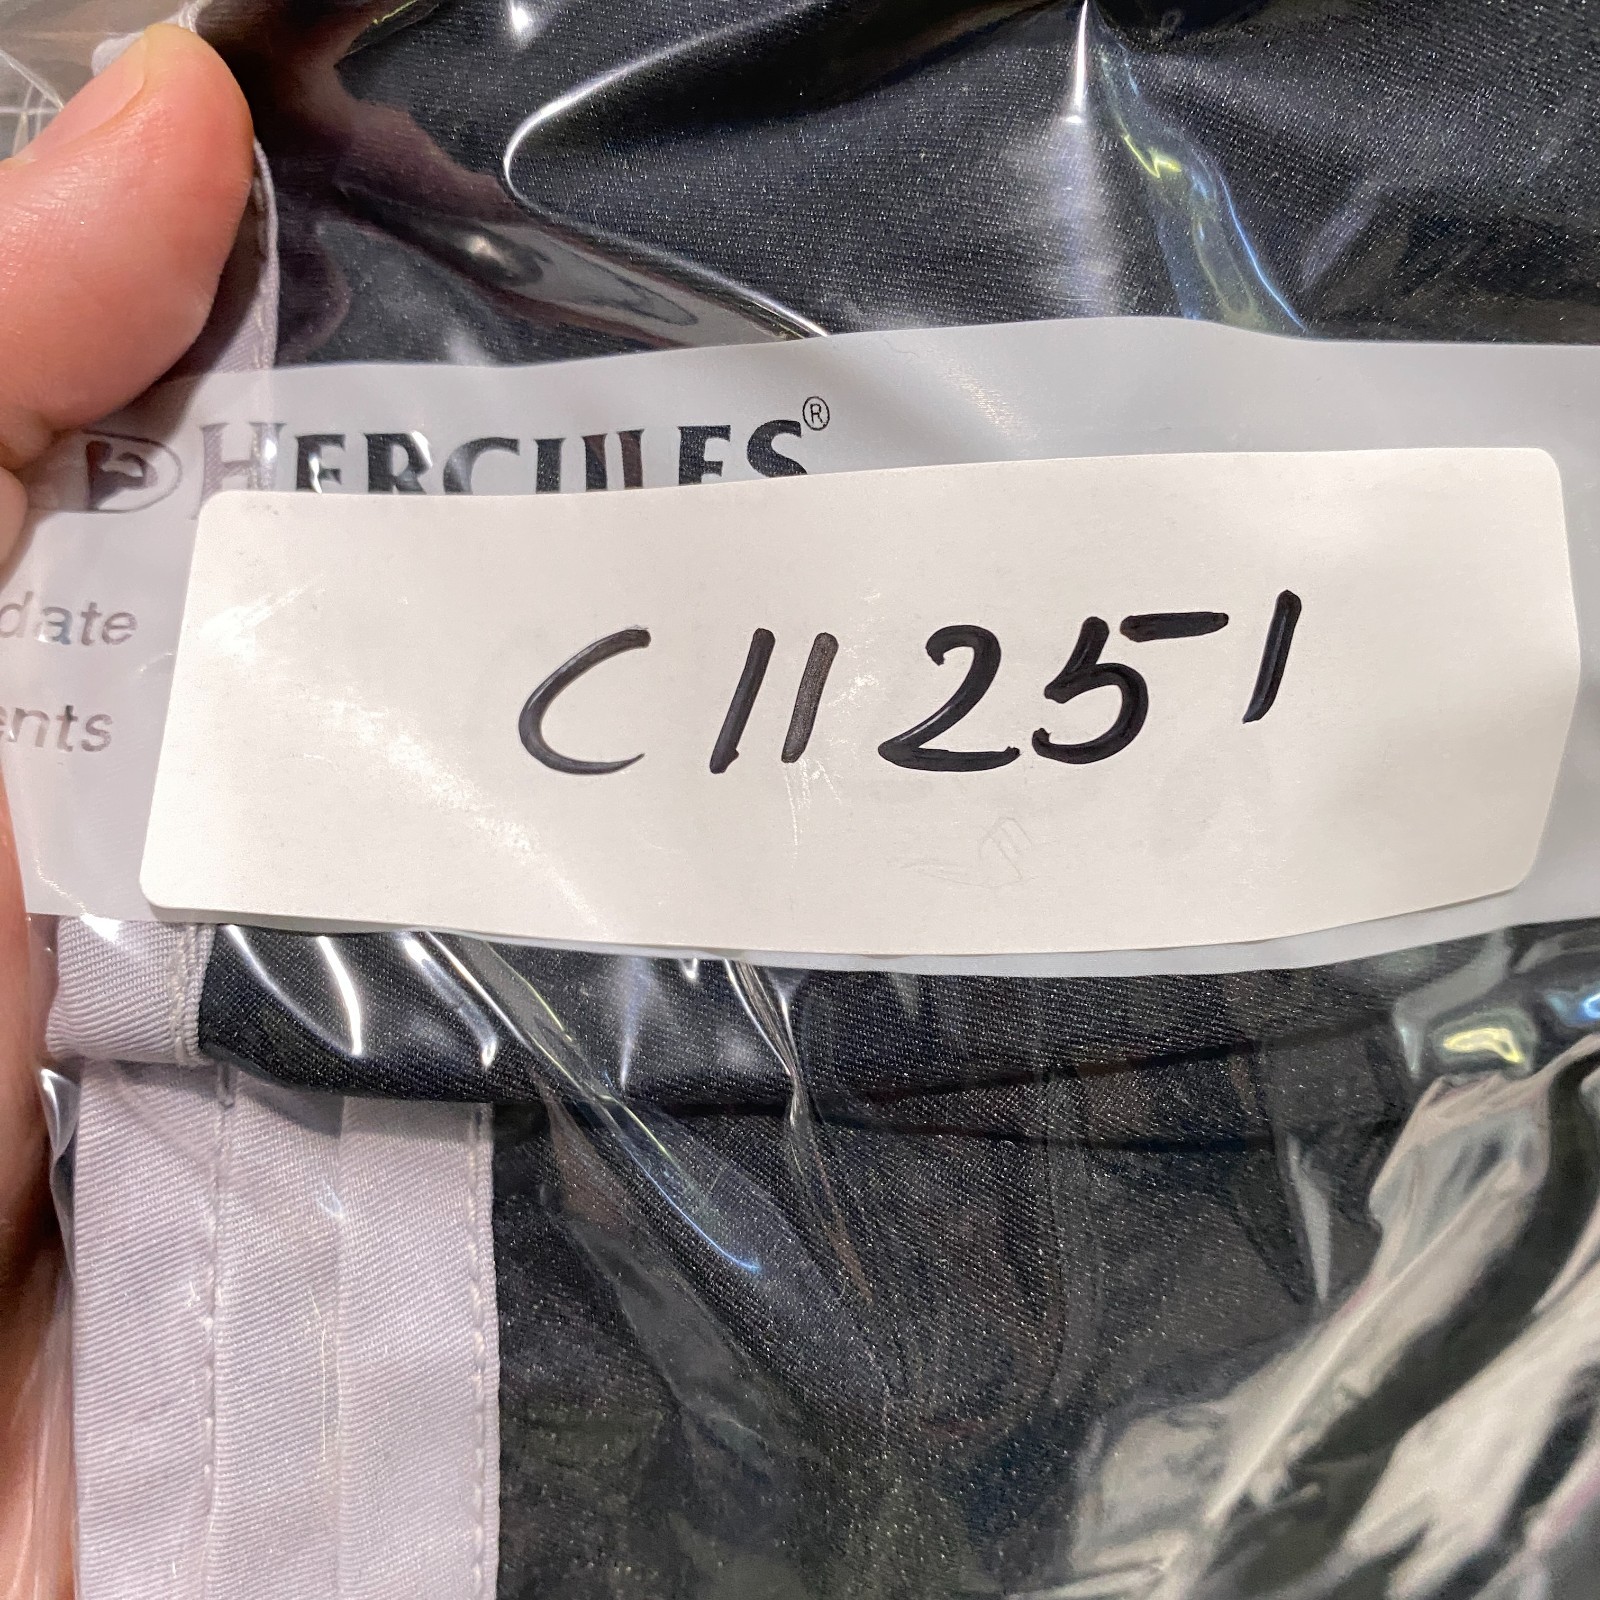 HERCULES®
date
ents
C11251